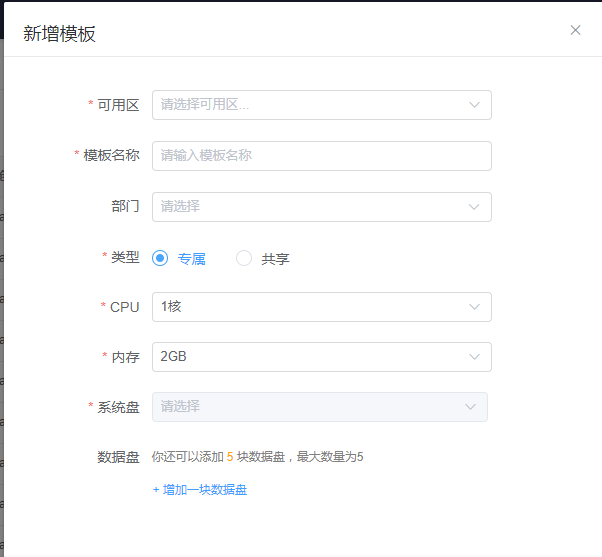 新增模板
* 可用区 请选择可用区...
* 模板名称 请输入模板名称
部门 请选择
* 类型 专属 共享
* CPU 1核
* 内存 2GB
* 系统盘 请选择
数据盘 你还可以添加 5 块数据盘，最大数量为5
+ 增加一块数据盘